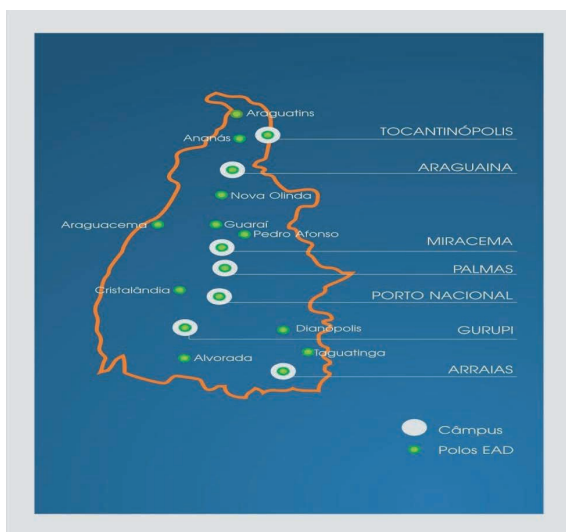 Araguatins
TOCANTINÓPOLIS
Ananás
ARAGUAINA
Nova Olinda
Araguacema
Guaraí
Pedro Afonso
MIRACEMA
PALMAS
Cristalândia
PORTO NACIONAL
Dianópolis
GURUPI
Taguatinga
Alvorada
ARRAIAS
Câmpus
Polos EAD